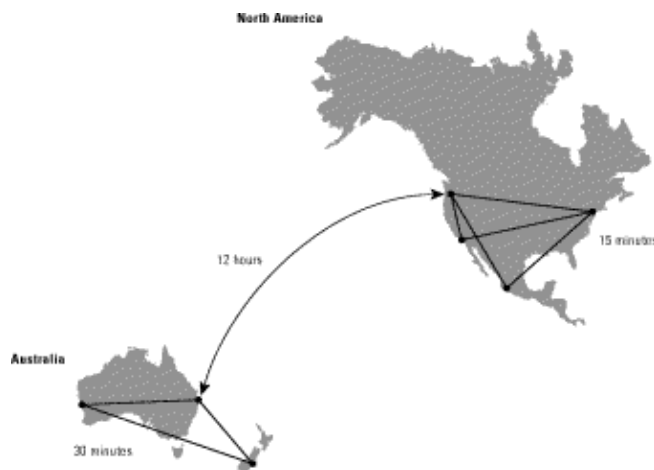 North America
15 minutes
12 hours
Australia
30 minutes